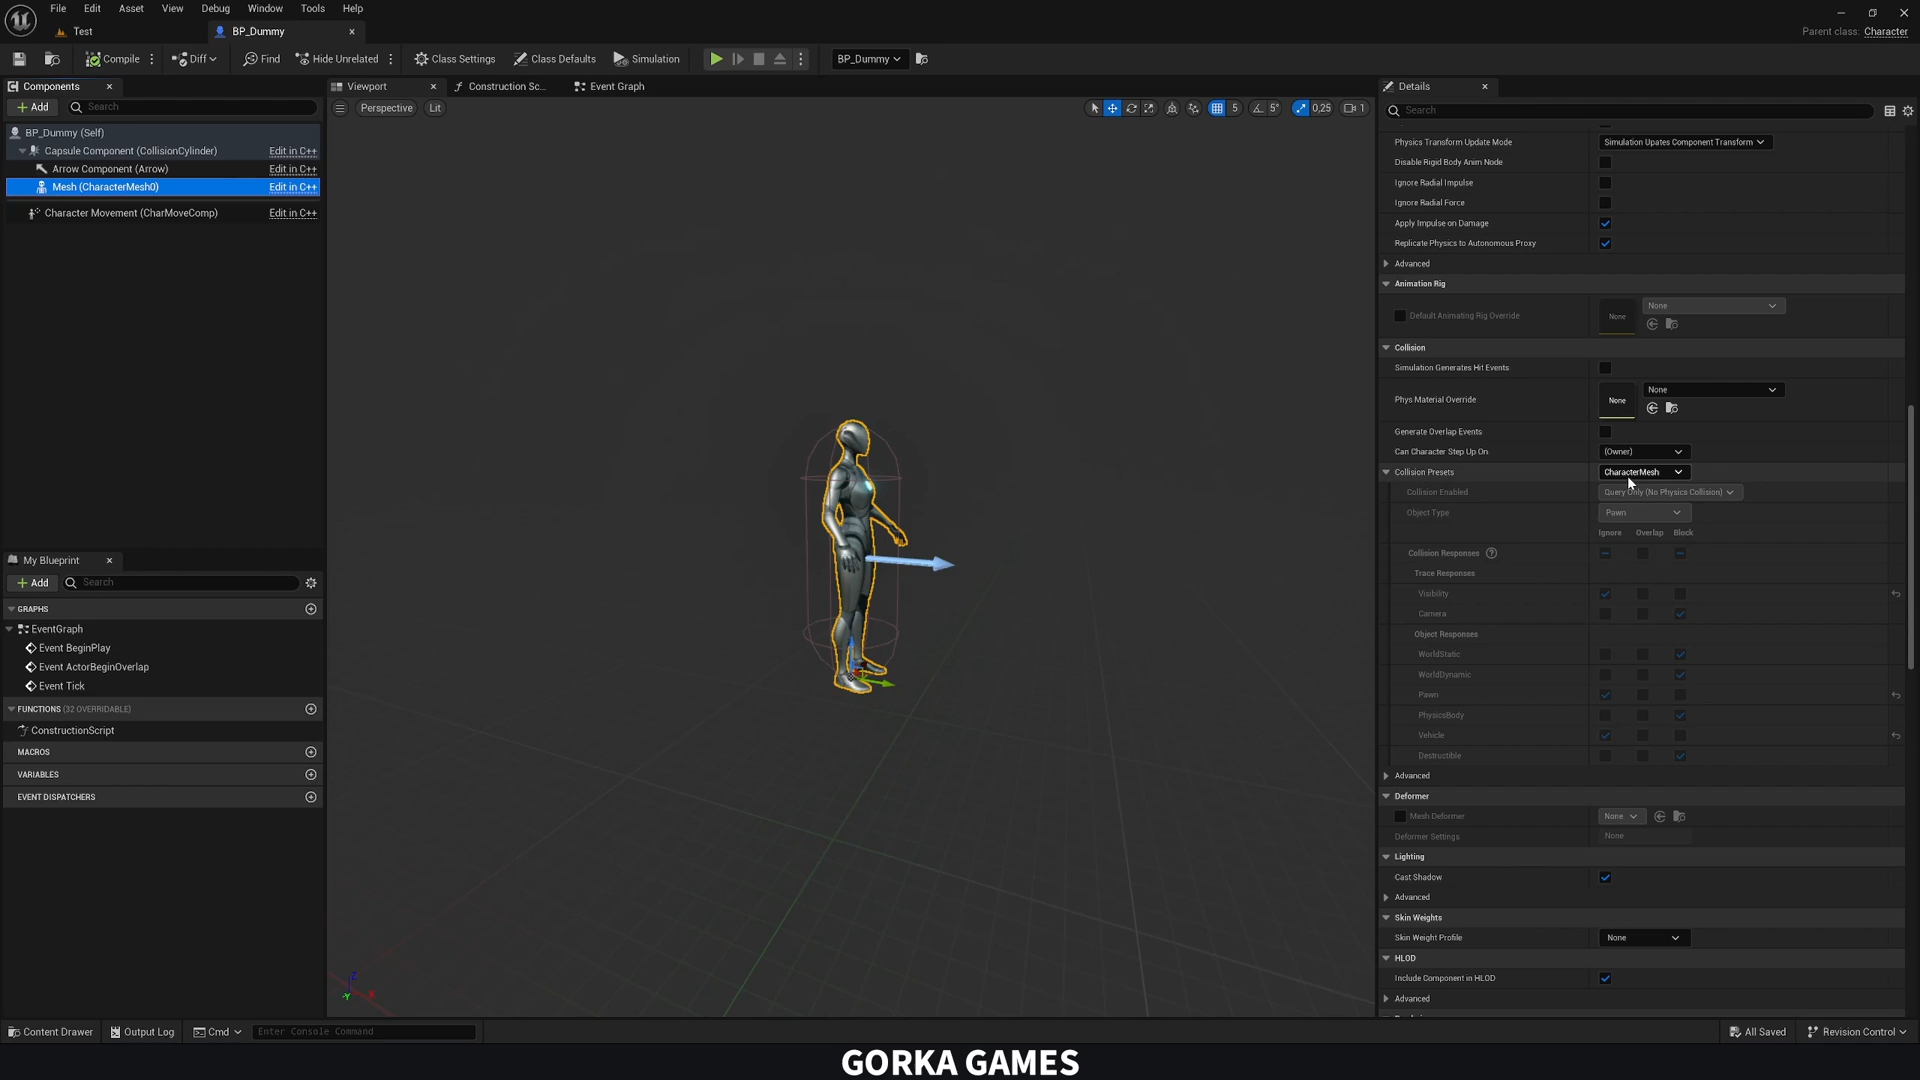 File Edit Asset View Debug Window Tools Help
Test BP_Dummy Parent class: Character
Compile Diff Find Hide Unrelated Class Settings Class Defaults Simulation BP_Dummy
Components
Add Search
BP_Dummy (Self)
Capsule Component (CollisionCylinder) Edit in C++
Arrow Component (Arrow) Edit in C++
Mesh (CharacterMesh0) Edit in C++
Character Movement (CharMoveComp) Edit in C++
My Blueprint
Add Search
GRAPHS
EventGraph
Event BeginPlay
Event ActorBeginOverlap
Event Tick
FUNCTIONS (32 OVERRIDABLE)
ConstructionScript
MACROS
VARIABLES
EVENT DISPATCHERS
Viewport Construction Sc... Event Graph
Perspective Lit 5 5° 0,25 1
Z
-Y X
Details
Search
Physics Transform Update Mode Simulation Upates Component Transform
Disable Rigid Body Anim Node
Ignore Radial Impulse
Ignore Radial Force
Apply Impulse on Damage
Replicate Physics to Autonomous Proxy
Advanced
Animation Rig
Default Animating Rig Override None None
Collision
Simulation Generates Hit Events
Phys Material Override None None
Generate Overlap Events
Can Character Step Up On (Owner)
Collision Presets CharacterMesh
Collision Enabled Query Only (No Physics Collision)
Object Type Pawn
Ignore Overlap Block
Collision Responses
Trace Responses
Visibility
Camera
Object Responses
WorldStatic
WorldDynamic
Pawn
PhysicsBody
Vehicle
Destructible
Advanced
Deformer
Mesh Deformer None
Deformer Settings None
Lighting
Cast Shadow
Advanced
Skin Weights
Skin Weight Profile None
HLOD
Include Component in HLOD
Advanced
Content Drawer Output Log Cmd Enter Console Command All Saved Revision Control
GORKA GAMES